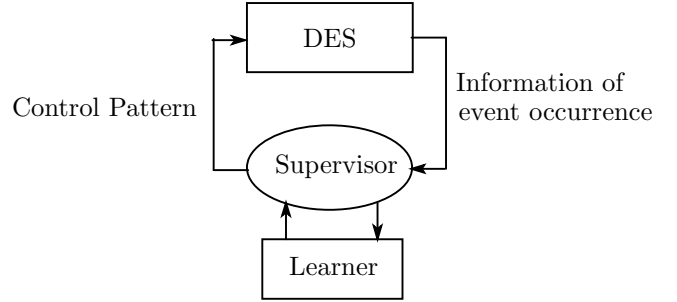 DES
Information of
event occurrence
Control Pattern
Supervisor
Learner